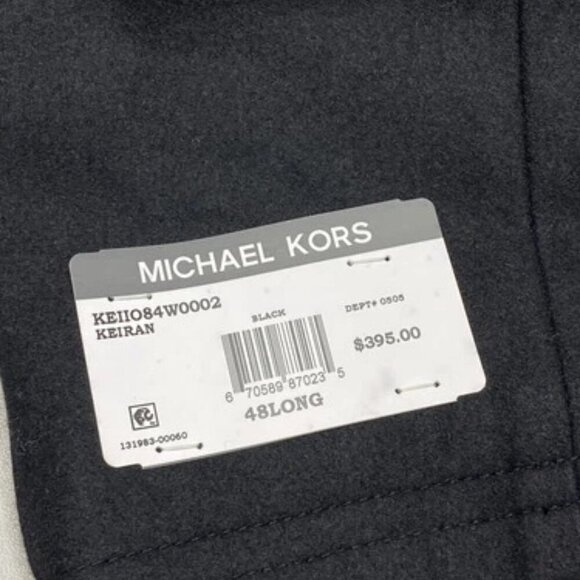 MICHAEL KORS
KEII084W0002
KEIRAN
BLACK
DEPT# 0505
$395.00
6 70589 87023 5
48LONG
131983-00060